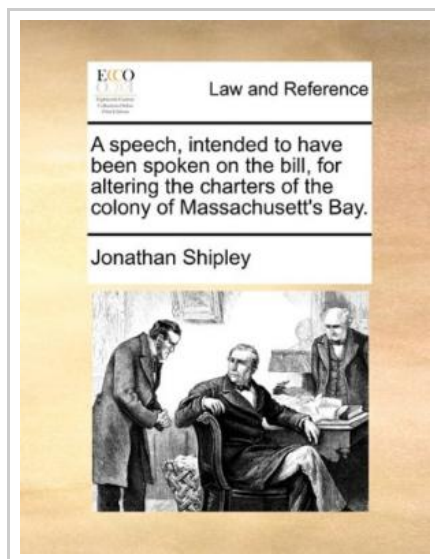 ECCO
Law and Reference
A speech, intended to have
been spoken on the bill, for
altering the charters of the
colony of Massachusett's Bay.
Jonathan Shipley